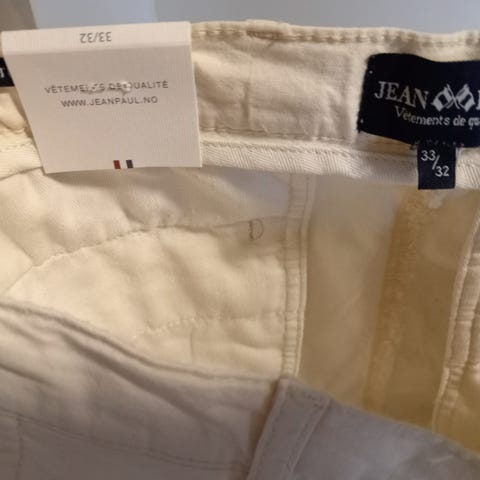 33/32
VÊTEMENTS DE QUALITÉ
WWW.JEANPAUL.NO
JEAN
Vêtements de qu
33/
32